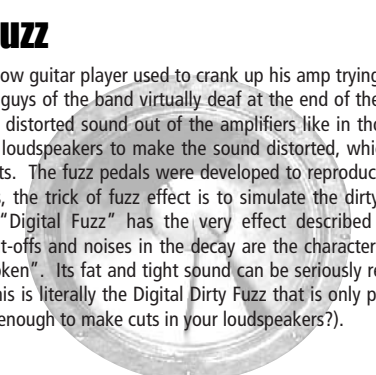 uzz
ow guitar player used to crank up his amp trying
guys of the band virtually deaf at the end of the
distorted sound out of the amplifiers like in tho
loudspeakers to make the sound distorted, whic
ts. The fuzz pedals were developed to reproduc
, the trick of fuzz effect is to simulate the dirty
“Digital Fuzz” has the very effect described
t-offs and noises in the decay are the character
oken”. Its fat and tight sound can be seriously re
his is literally the Digital Dirty Fuzz that is only p
enough to make cuts in your loudspeakers?).